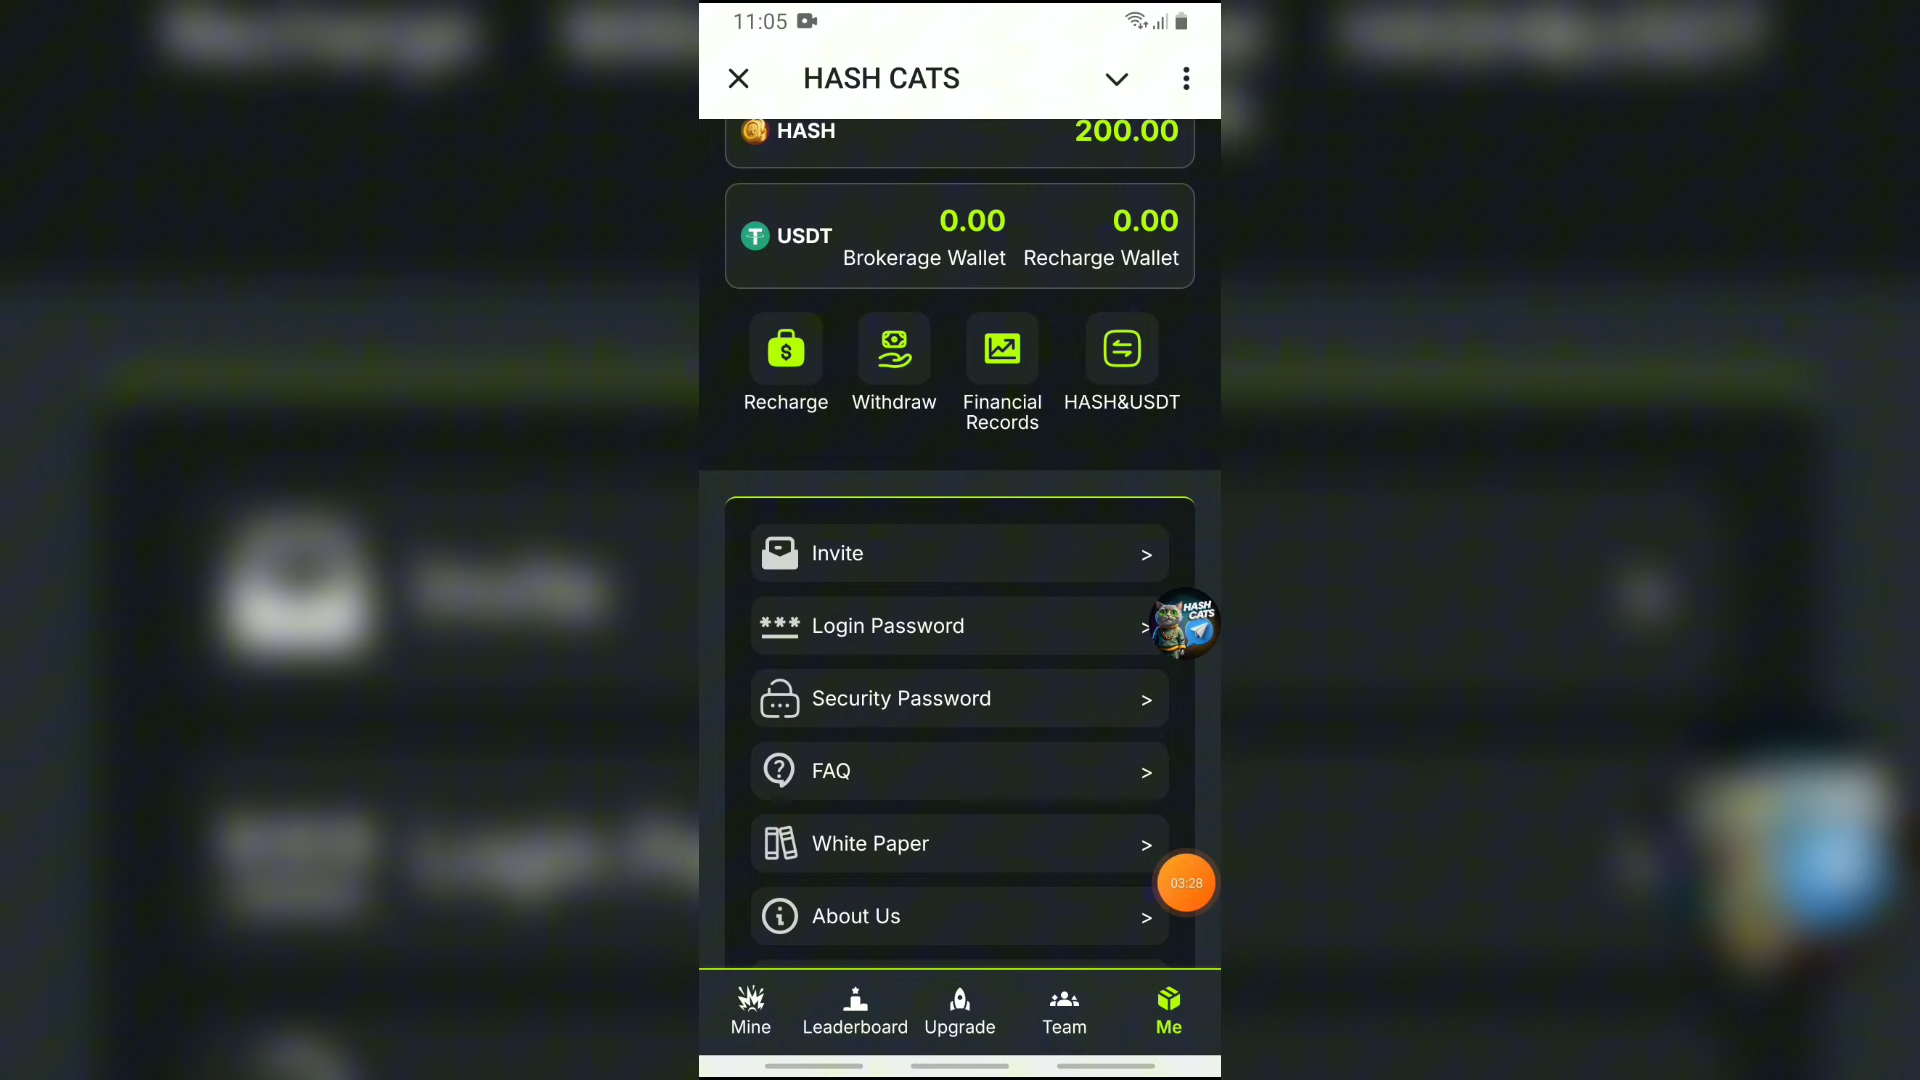 11:05
HASH CATS
HASH 200.00
USDT 0.00 0.00
Brokerage Wallet Recharge Wallet
Recharge Withdraw Financial Records HASH&USDT
Invite >
Login Password >
HASH CATS
Security Password >
FAQ >
White Paper >
03:28
About Us >
Mine Leaderboard Upgrade Team Me